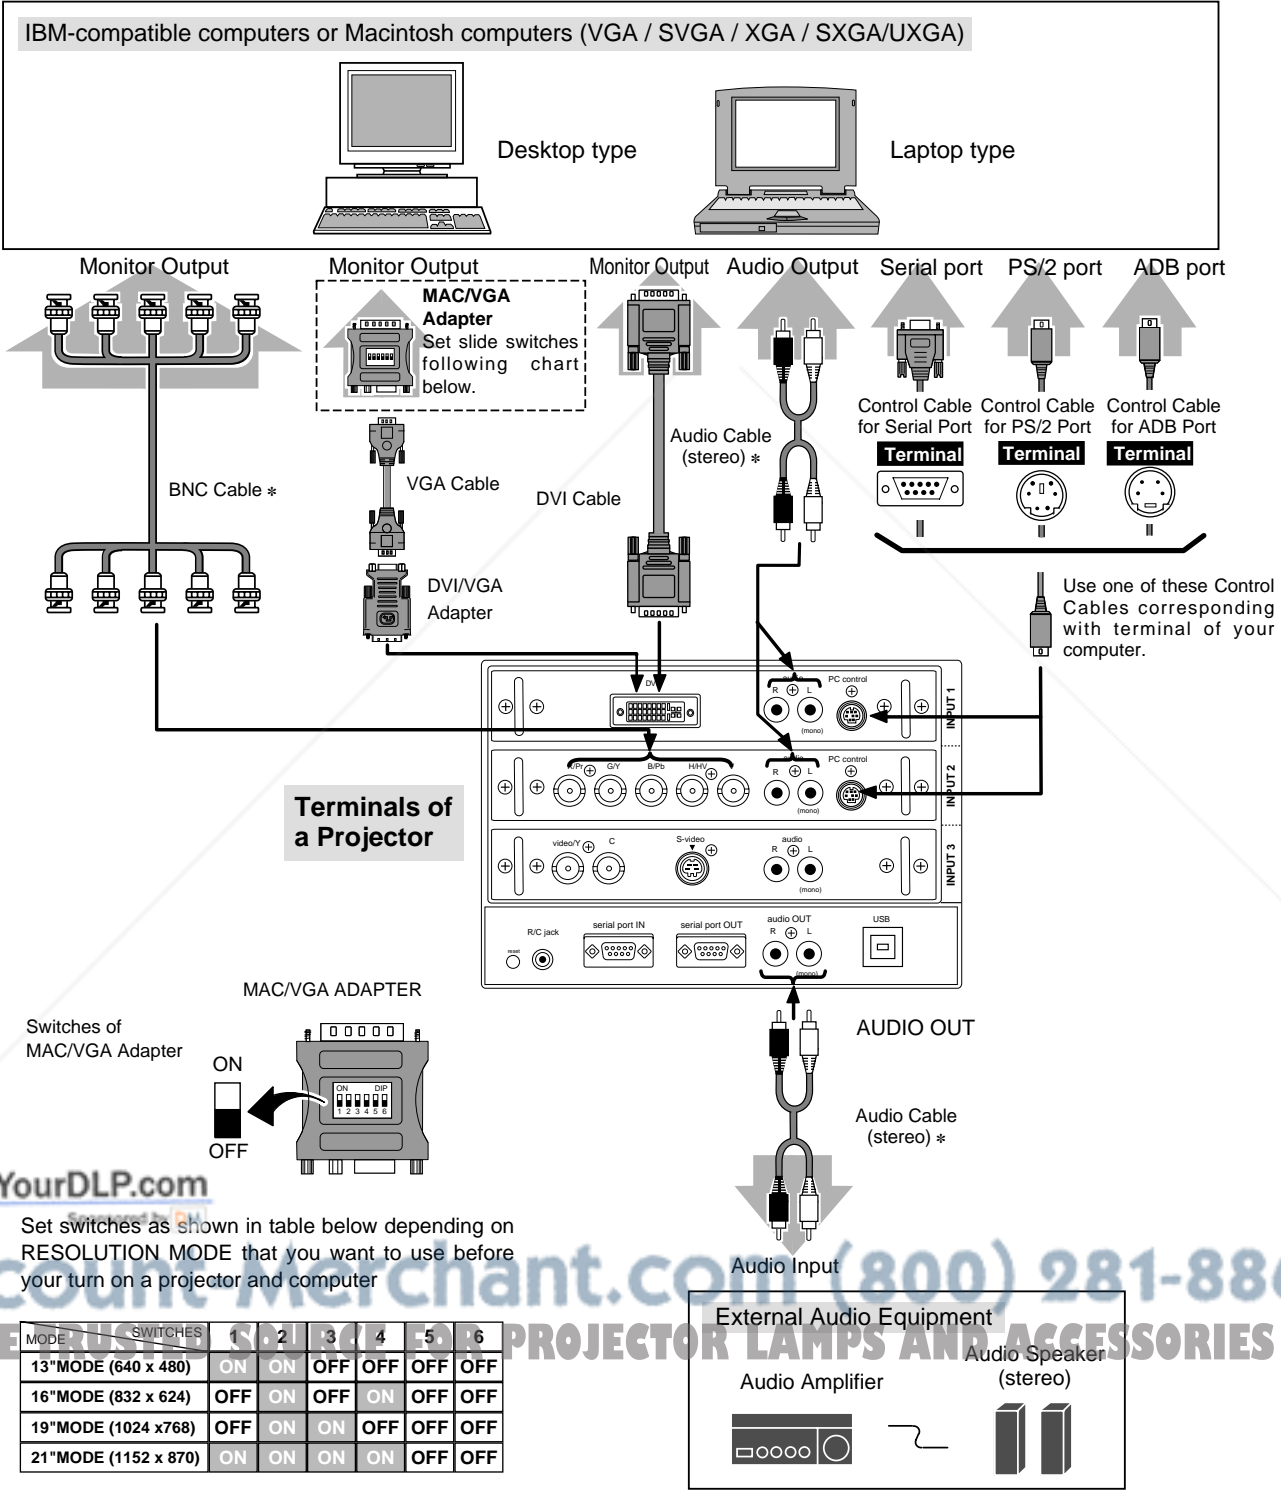 IBM-compatible computers or Macintosh computers (VGA / SVGA / XGA / SXGA/UXGA)
Desktop type
Laptop type
Monitor Output
Monitor Output
Monitor Output
Audio Output
Serial port
PS/2 port
ADB port
MAC/VGA
Adapter
Set slide switches
following chart
below.
Control Cable
for Serial Port
Control Cable
for PS/2 Port
Control Cable
for ADB Port
Terminal
Terminal
Terminal
Audio Cable
(stereo) *
BNC Cable *
VGA Cable
DVI Cable
DVI/VGA
Adapter
Use one of these Control
Cables corresponding
with terminal of your
computer.
R L
(mono)
PC control
INPUT 1
G/Y B/Pb H/HV
R L
(mono)
PC control
INPUT 2
Terminals of
a Projector
video/Y C
S-video
audio
R L
(mono)
INPUT 3
reset
R/C jack
serial port IN
serial port OUT
audio OUT
R L
(mono)
USB
MAC/VGA ADAPTER
Switches of
MAC/VGA Adapter
ON
OFF
ON DIP
1 2 3 4 5 6
AUDIO OUT
Audio Cable
(stereo) *
Audio Input
YourDLP.com
Sponsored by
Set switches as shown in table below depending on
RESOLUTION MODE that you want to use before
your turn on a projector and computer
count-Merchant.com (800) 281-88
E TRUSTED SOURCE FOR PROJECTOR LAMPS AND ACCESSORIES
MODE SWITCHES 1 2 3 4 5 6
13"MODE (640 x 480) ON ON OFF OFF OFF OFF
16"MODE (832 x 624) OFF ON OFF ON OFF OFF
19"MODE (1024 x768) OFF ON ON OFF OFF OFF
21"MODE (1152 x 870) ON ON ON ON OFF OFF
External Audio Equipment
Audio Amplifier
Audio Speaker
(stereo)